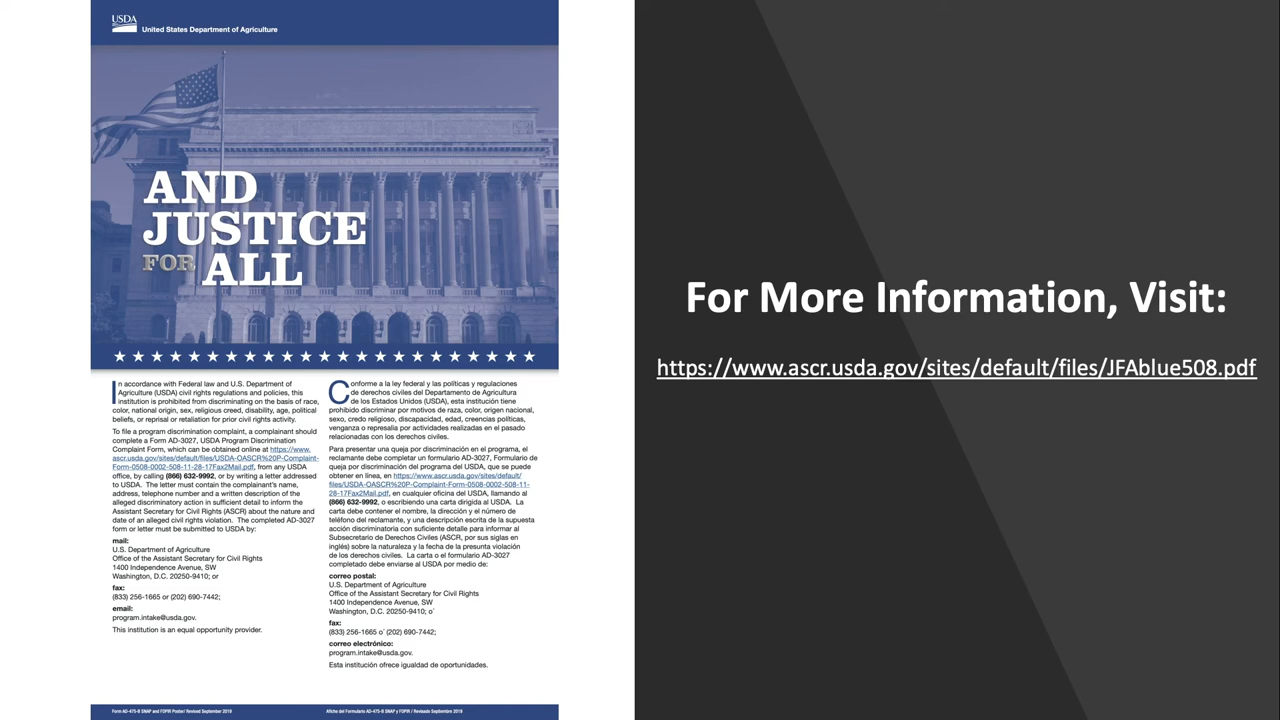 USDA
United States Department of Agriculture
AND
JUSTICE
FOR ALL
In accordance with Federal law and U.S. Department of
Agriculture (USDA) civil rights regulations and policies, this
institution is prohibited from discriminating on the basis of race,
color, national origin, sex, religious creed, disability, age, political
beliefs, or reprisal or retaliation for prior civil rights activity.
To file a program discrimination complaint, a complainant should
complete a Form AD-3027, USDA Program Discrimination
Complaint Form, which can be obtained online at https://www.
ascr.usda.gov/sites/default/files/USDA-OASCR%20P-Complaint-
Form-0508-0002-508-11-28-17Fax2Mail.pdf, from any USDA
office, by calling (866) 632-9992, or by writing a letter addressed
to USDA. The letter must contain the complainant's name,
address, telephone number and a written description of the
alleged discriminatory action in sufficient detail to inform the
Assistant Secretary for Civil Rights (ASCR) about the nature and
date of an alleged civil rights violation. The completed AD-3027
form or letter must be submitted to USDA by:
mail:
U.S. Department of Agriculture
Office of the Assistant Secretary for Civil Rights
1400 Independence Avenue, SW
Washington, D.C. 20250-9410; or
fax:
(833) 256-1665 or (202) 690-7442;
email:
program.intake@usda.gov.
This institution is an equal opportunity provider.
Conforme a la ley federal y las políticas y regulaciones
de derechos civiles del Departamento de Agricultura
de los Estados Unidos (USDA), esta institución tiene
prohibido discriminar por motivos de raza, color, origen nacional,
sexo, credo religioso, discapacidad, edad, creencias políticas,
venganza o represalia por actividades realizadas en el pasado
relacionadas con los derechos civiles.
Para presentar una queja por discriminación en el programa, el
reclamante debe completar un formulario AD-3027, Formulario de
queja por discriminación del programa del USDA, que se puede
obtener en línea, en https://www.ascr.usda.gov/sites/default/
files/USDA-OASCR%20P-Complaint-Form-0508-0002-508-11-
28-17Fax2Mail.pdf, en cualquier oficina del USDA, llamando al
(866) 632-9992, o escribiendo una carta dirigida al USDA. La
carta debe contener el nombre, la dirección y el número de
teléfono del reclamante, y una descripción escrita de la supuesta
acción discriminatoria con suficiente detalle para informar al
Subsecretario de Derechos Civiles (ASCR, por sus siglas en
inglés) sobre la naturaleza y la fecha de la presunta violación
de los derechos civiles. La carta o el formulario AD-3027
completado debe enviarse al USDA por medio de:
correo postal:
U.S. Department of Agriculture
Office of the Assistant Secretary for Civil Rights
1400 Independence Avenue, SW
Washington, D.C. 20250-9410; o´
fax:
(833) 256-1665 o´ (202) 690-7442;
correo electrónico:
program.intake@usda.gov.
Esta institución ofrece igualdad de oportunidades.
Form AD-475-B SNAP and FDPIR Poster/ Revised September 2019
Afiche del Formulario AD-475-B SNAP y FDPIR / Revisado Septiembre 2019
For More Information, Visit:
https://www.ascr.usda.gov/sites/default/files/JFAblue508.pdf